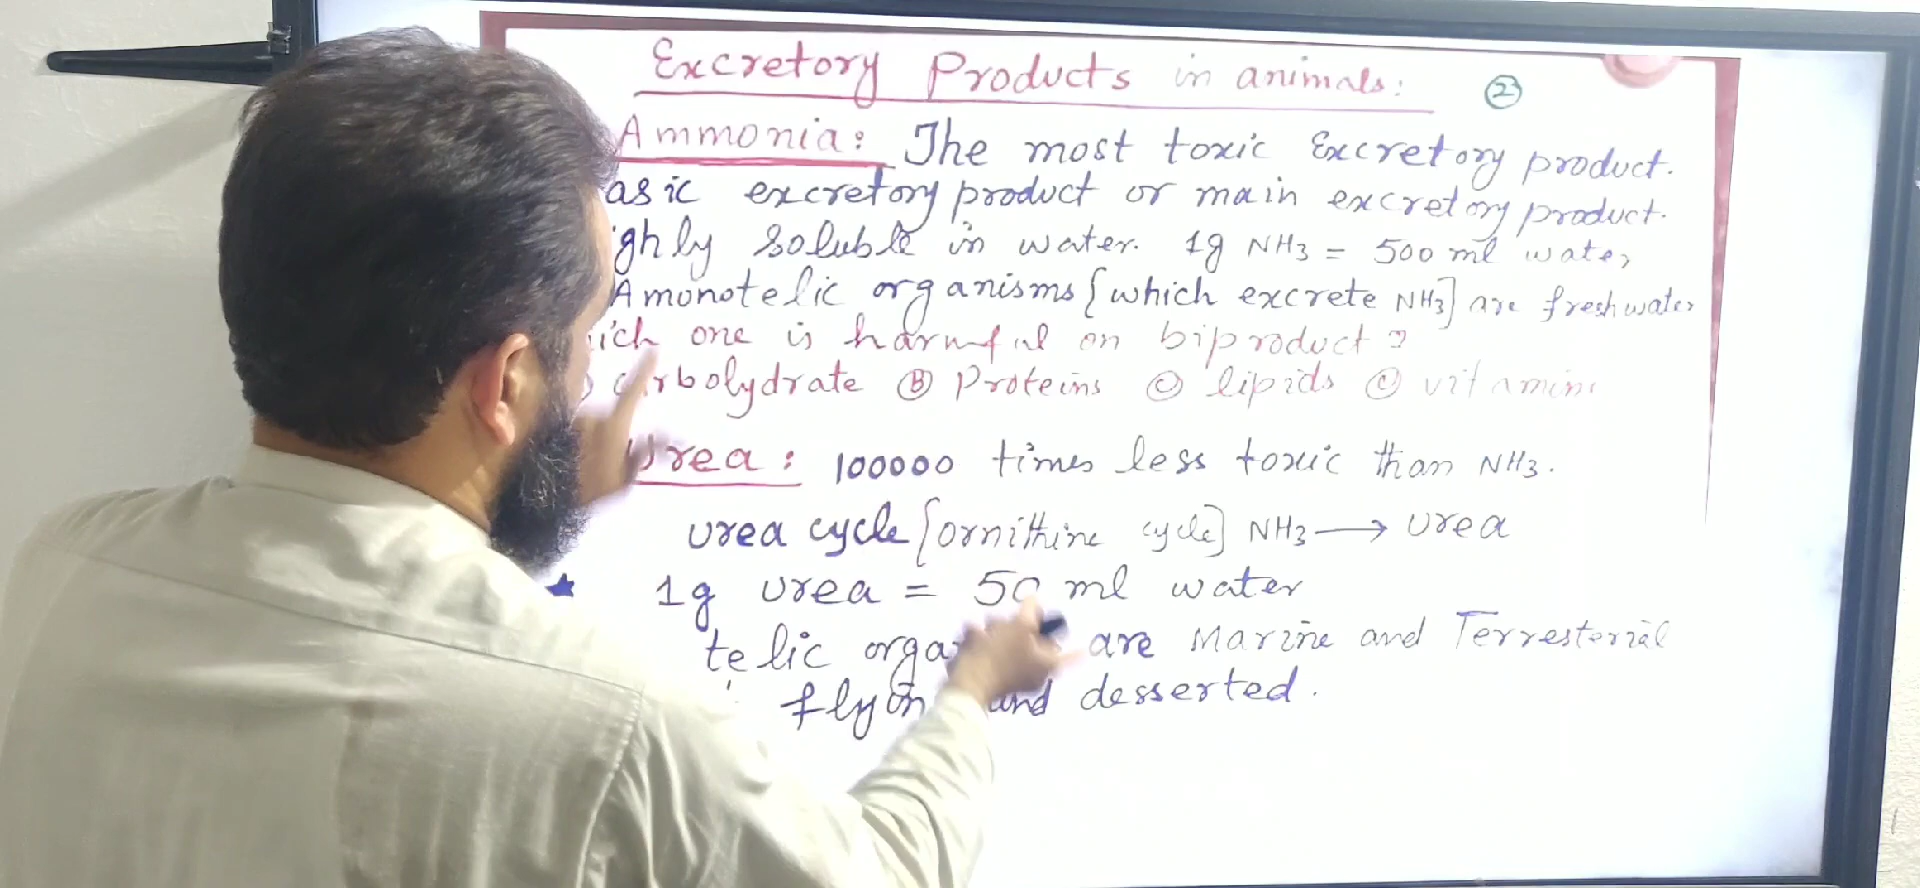 Excretory Products in animals: ②
Ammonia: The most toxic Excretory product.
asic excretory product or main excretory product.
ghly soluble in water. 1g NH3 = 500 ml water
Amonotelic organisms [which excrete NH3] are freshwater
ich one is harmful on biproduct ?
carbolydrate Ⓑ Proteins Ⓒ lipids Ⓒ vitamins
Urea: 100000 times less toxic than NH3.
urea cycle [ornithine cycle] NH3 → urea
★ 1g urea = 50 ml water
telic orga are Marine and Terrestorial
flyin and desserted.